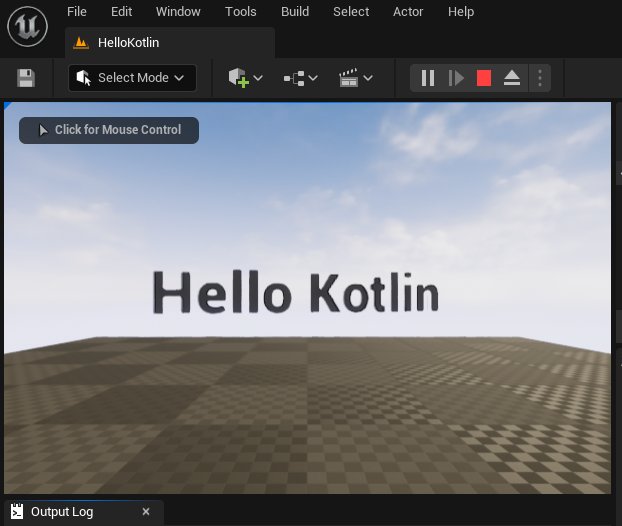 File Edit Window Tools Build Select Actor Help
HelloKotlin
Select Mode
Click for Mouse Control
Hello Kotlin
Output Log